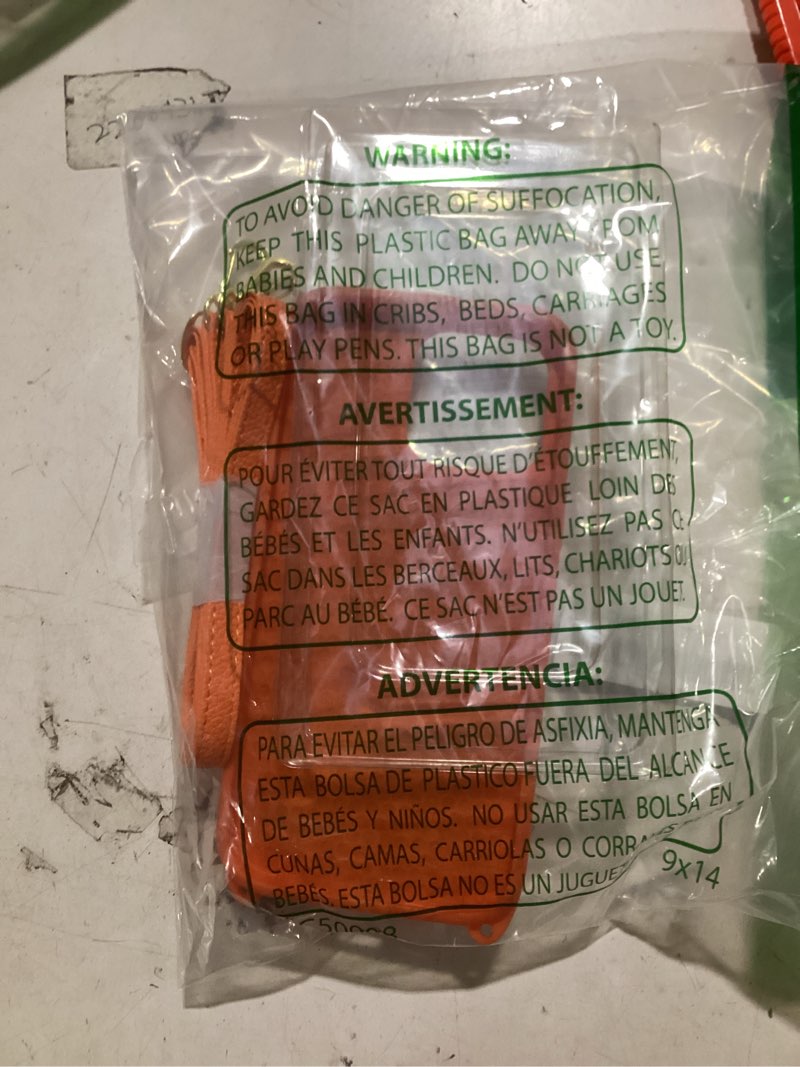 WARNING:
TO AVOID DANGER OF SUFFOCATION,
KEEP THIS PLASTIC BAG AWAY FROM
BABIES AND CHILDREN. DO NOT USE
THIS BAG IN CRIBS, BEDS, CARRIAGES
OR PLAY PENS. THIS BAG IS NOT A TOY.
AVERTISSEMENT:
POUR ÉVITER TOUT RISQUE D'ÉTOUFFEMENT,
GARDEZ CE SAC EN PLASTIQUE LOIN DES
BÉBÉS ET LES ENFANTS. N'UTILISEZ PAS CE
SAC DANS LES BERCEAUX, LITS, CHARIOTS OU
PARC AU BÉBÉ. CE SAC N'EST PAS UN JOUET.
ADVERTENCIA:
PARA EVITAR EL PELIGRO DE ASFIXIA, MANTENGA
ESTA BOLSA DE PLASTICO FUERA DEL ALCANCE
DE BEBÉS Y NIÑOS. NO USAR ESTA BOLSA EN
CUNAS, CAMAS, CARRIOLAS O
BEBÉS. ESTA BOLSA NO ES UN JUGUETE
9x14